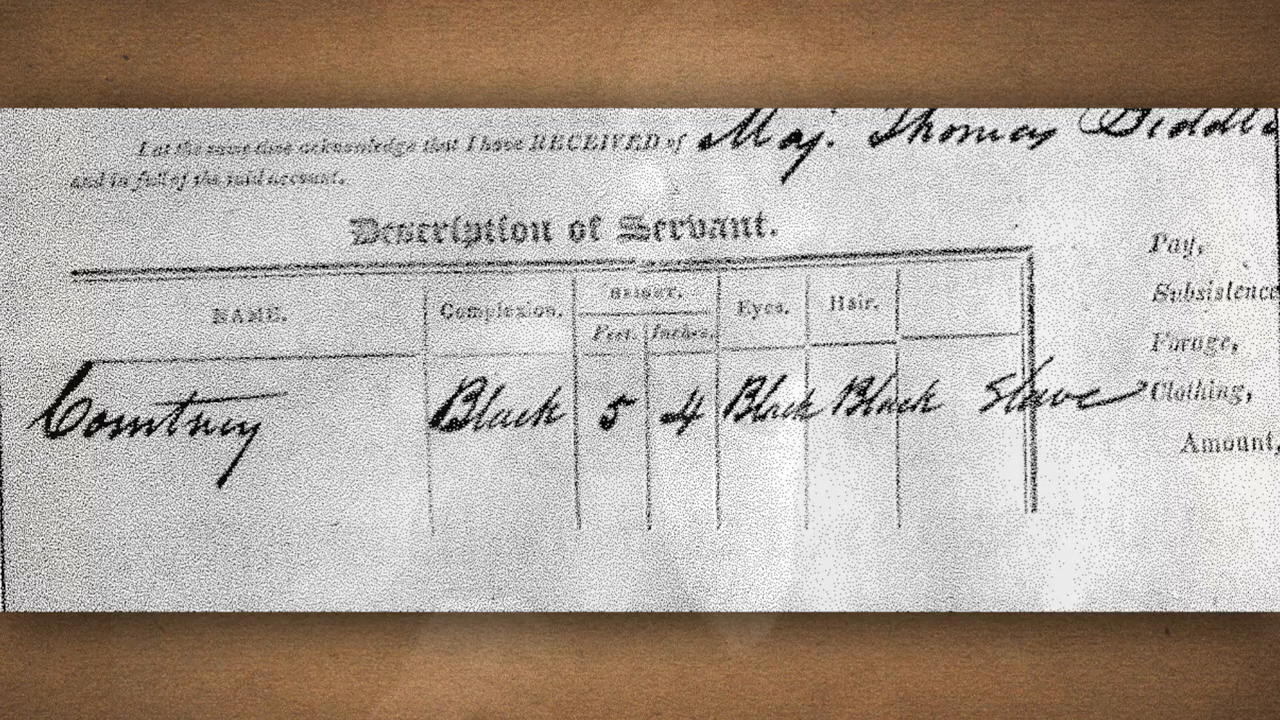 I at the same time acknowledge that I have RECEIVED of Maj. Thomas Biddle
and in full of the said account.
Description of Servant.
NAME. Complexion. HEIGHT. Eyes. Hair.
Feet. Inches.
Courtney Black 5 4 Black Black Slave
Pay,
Subsistence
Forage,
Clothing,
Amount,